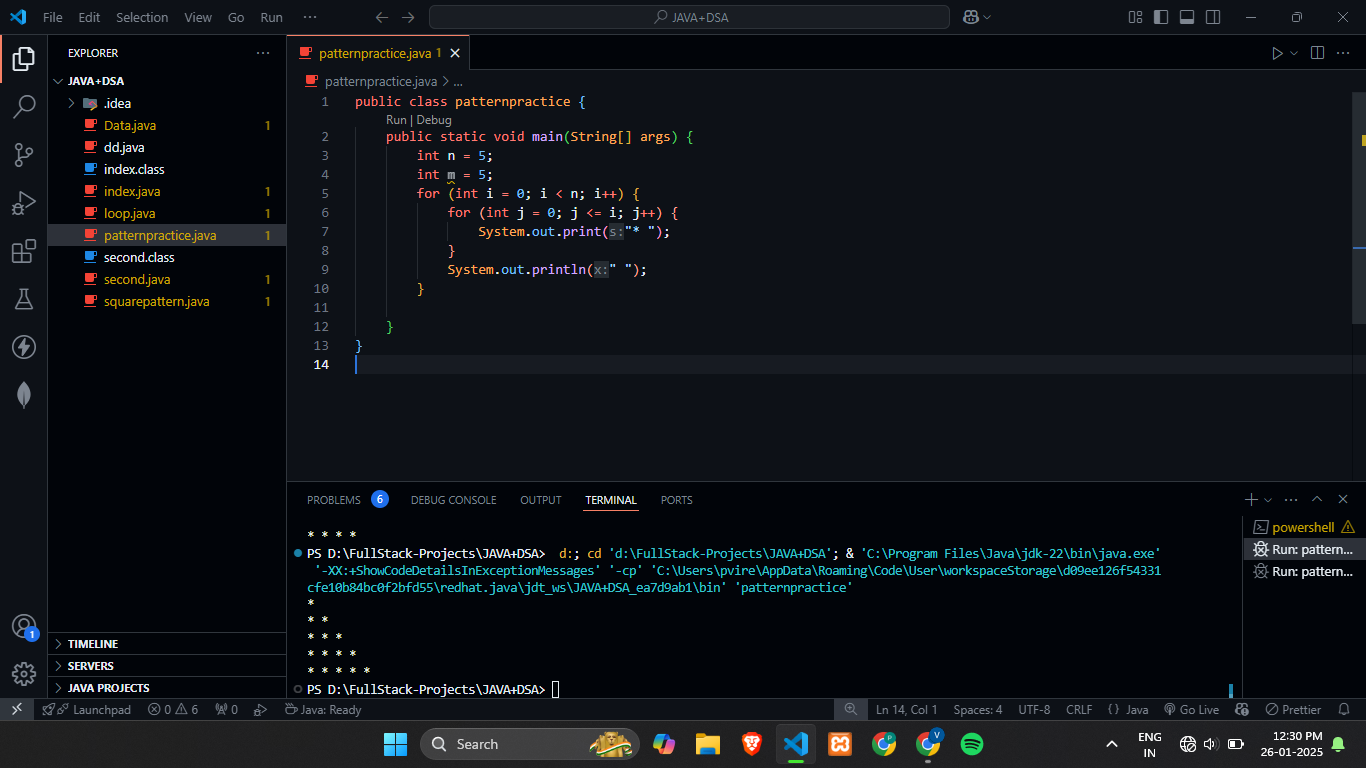 File Edit Selection View Go Run ··· JAVA+DSA
EXPLORER ···
JAVA+DSA
.idea
Data.java 1
dd.java
index.class
index.java 1
loop.java 1
patternpractice.java 1
second.class
second.java 1
squarepattern.java 1
TIMELINE
SERVERS
JAVA PROJECTS
patternpractice.java 1
patternpractice.java > ...
1 public class patternpractice {
Run | Debug
2 public static void main(String[] args) {
3 int n = 5;
4 int m = 5;
5 for (int i = 0; i < n; i++) {
6 for (int j = 0; j <= i; j++) {
7 System.out.print(s:"* ");
8 }
9 System.out.println(x:" ");
10 }
11
12 }
13 }
14
PROBLEMS 6 DEBUG CONSOLE OUTPUT TERMINAL PORTS
* * * *
PS D:\FullStack-Projects\JAVA+DSA> d:; cd 'd:\FullStack-Projects\JAVA+DSA'; & 'C:\Program Files\Java\jdk-22\bin\java.exe'
'-XX:+ShowCodeDetailsInExceptionMessages' '-cp' 'C:\Users\pvire\AppData\Roaming\Code\User\workspaceStorage\d09ee126f54331
cfe10b84bc0f2bfd55\redhat.java\jdt_ws\JAVA+DSA_ea7d9ab1\bin' 'patternpractice'
*
* *
* * *
* * * *
* * * * *
PS D:\FullStack-Projects\JAVA+DSA>
powershell
Run: pattern...
Run: pattern...
1
Launchpad 0 6 0 Java: Ready Ln 14, Col 1 Spaces: 4 UTF-8 CRLF {} Java Go Live Prettier
Search
P
V
ENG
IN
12:30 PM
26-01-2025